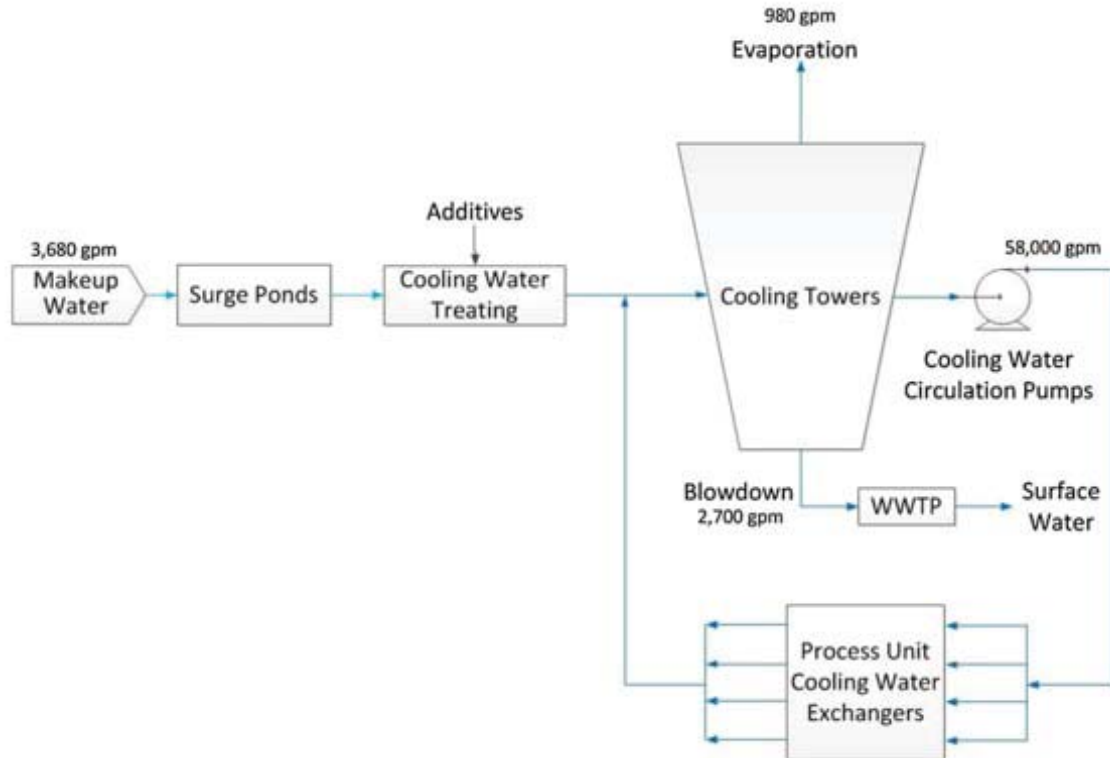 980 gpm
Evaporation
Additives
3,680 gpm
Makeup
Water
Surge Ponds
Cooling Water
Treating
Cooling Towers
58,000 gpm
Cooling Water
Circulation Pumps
Blowdown
2,700 gpm
WWTP
Surface
Water
Process Unit
Cooling Water
Exchangers